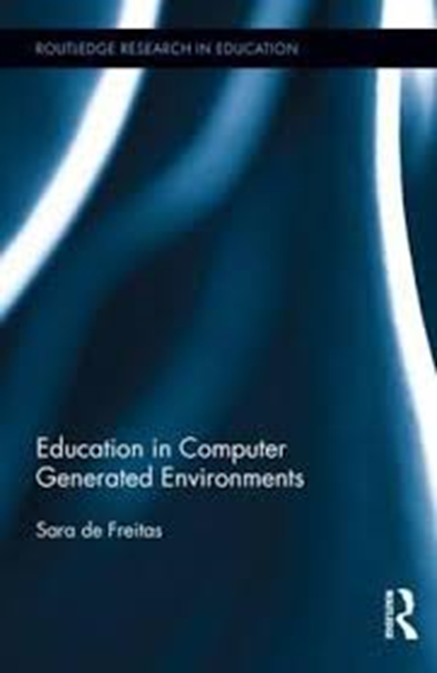 ROUTLEDGE RESEARCH IN EDUCATION
Education in Computer
Generated Environments
Sara de Freitas
Routledge